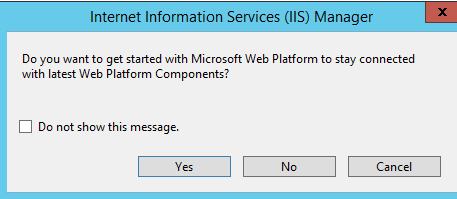 Internet Information Services (IIS) Manager
x
Do you want to get started with Microsoft Web Platform to stay connected
with latest Web Platform Components?
Do not show this message.
Yes No Cancel